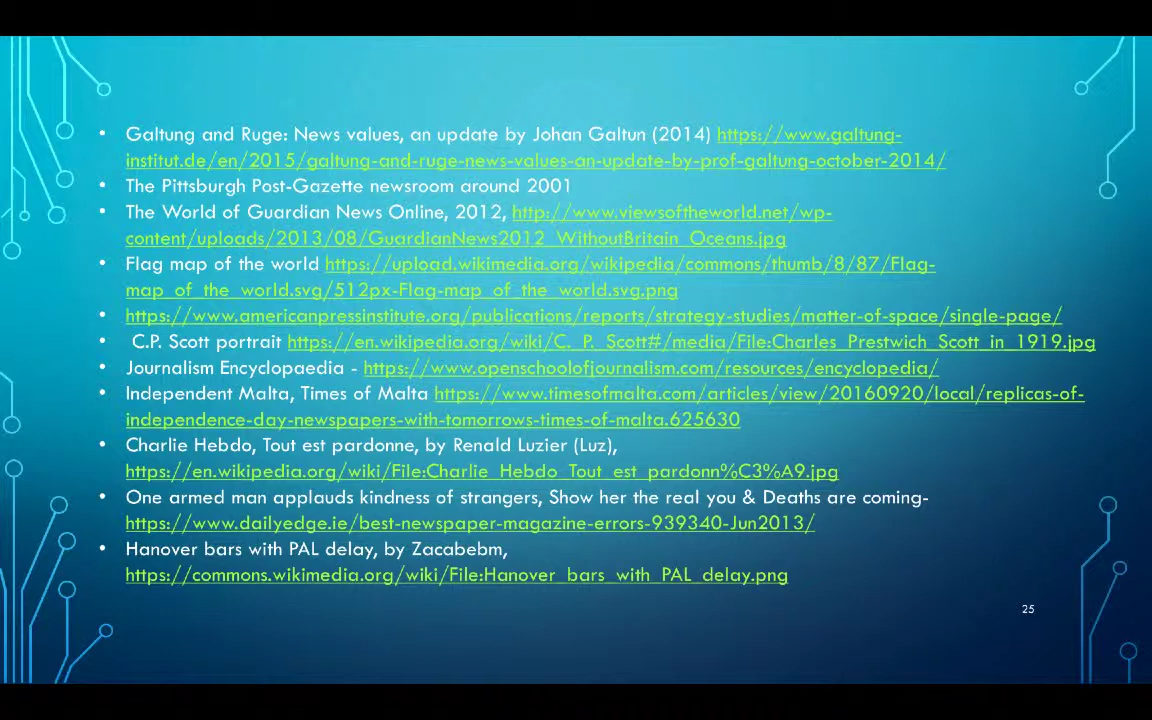 • Galtung and Ruge: News values, an update by Johan Galtun (2014) https://www.galtung-
institut.de/en/2015/galtung-and-ruge-news-values-an-update-by-prof-galtung-october-2014/
• The Pittsburgh Post-Gazette newsroom around 2001
• The World of Guardian News Online, 2012, http://www.viewsoftheworld.net/wp-
content/uploads/2013/08/GuardianNews2012_WithoutBritain_Oceans.jpg
• Flag map of the world https://upload.wikimedia.org/wikipedia/commons/thumb/8/87/Flag-
map_of_the_world.svg/512px-Flag-map_of_the_world.svg.png
• https://www.americanpressinstitute.org/publications/reports/strategy-studies/matter-of-space/single-page/
• C.P. Scott portrait https://en.wikipedia.org/wiki/C._P._Scott#/media/File:Charles_Prestwich_Scott_in_1919.jpg
• Journalism Encyclopaedia - https://www.openschoolofjournalism.com/resources/encyclopedia/
• Independent Malta, Times of Malta https://www.timesofmalta.com/articles/view/20160920/local/replicas-of-
independence-day-newspapers-with-tomorrows-times-of-malta.625630
• Charlie Hebdo, Tout est pardonne, by Renald Luzier (Luz),
https://en.wikipedia.org/wiki/File:Charlie_Hebdo_Tout_est_pardonn%C3%A9.jpg
• One armed man applauds kindness of strangers, Show her the real you & Deaths are coming-
https://www.dailyedge.ie/best-newspaper-magazine-errors-939340-Jun2013/
• Hanover bars with PAL delay, by Zacabebm,
https://commons.wikimedia.org/wiki/File:Hanover_bars_with_PAL_delay.png
25